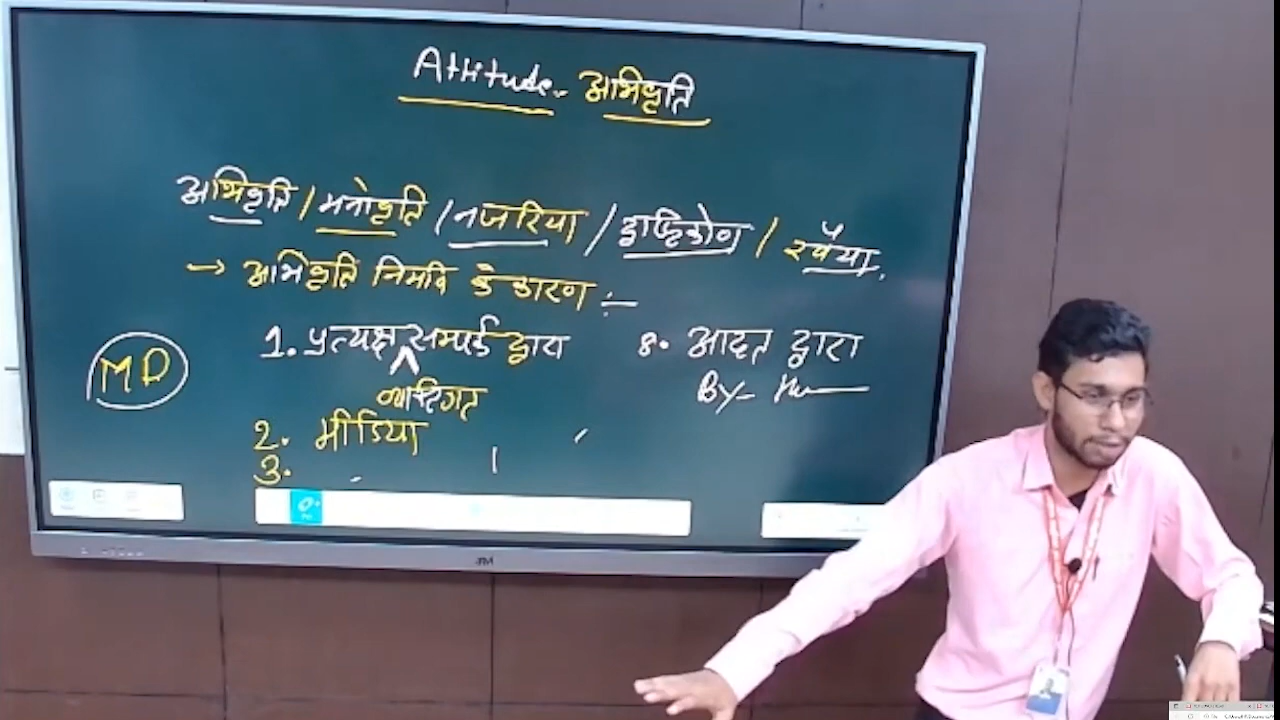 Attitude - अभिवृति
अभिवृति / मनोवृति / नजरिया / दृष्टिकोण / रवैया
→ अभिवृति निर्माण के कारण :-
1. प्रत्यक्ष सम्पर्क द्वारा
व्यक्तिगत
MD
2. मीडिया
3.
8. आदत द्वारा
By-